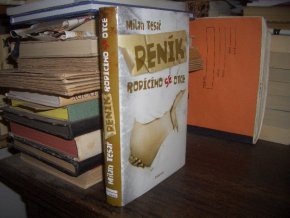 Milan Tesař
DENÍK
RODÍCÍHO SE OTCE
Milan Tesař DENÍK RODÍCÍHO SE OTCE